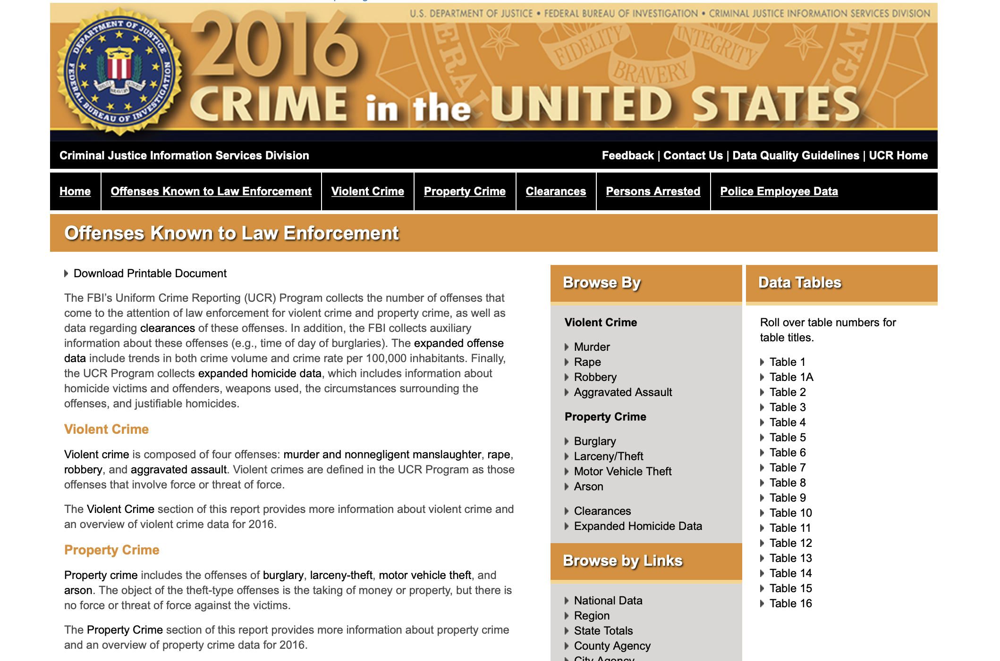 U.S. DEPARTMENT OF JUSTICE • FEDERAL BUREAU OF INVESTIGATION • CRIMINAL JUSTICE INFORMATION SERVICES DIVISION
DEPARTMENT OF JUSTICE
FEDERAL BUREAU OF INVESTIGATION
FIDELITY
BRAVERY
INTEGRITY
2016
CRIME in the UNITED STATES
Criminal Justice Information Services Division
Feedback | Contact Us | Data Quality Guidelines | UCR Home
Home
Offenses Known to Law Enforcement
Violent Crime
Property Crime
Clearances
Persons Arrested
Police Employee Data
Offenses Known to Law Enforcement
Download Printable Document
The FBI’s Uniform Crime Reporting (UCR) Program collects the number of offenses that
come to the attention of law enforcement for violent crime and property crime, as well as
data regarding clearances of these offenses. In addition, the FBI collects auxiliary
information about these offenses (e.g., time of day of burglaries). The expanded offense
data include trends in both crime volume and crime rate per 100,000 inhabitants. Finally,
the UCR Program collects expanded homicide data, which includes information about
homicide victims and offenders, weapons used, the circumstances surrounding the
offenses, and justifiable homicides.
Violent Crime
Violent crime is composed of four offenses: murder and nonnegligent manslaughter, rape,
robbery, and aggravated assault. Violent crimes are defined in the UCR Program as those
offenses that involve force or threat of force.
The Violent Crime section of this report provides more information about violent crime and
an overview of violent crime data for 2016.
Property Crime
Property crime includes the offenses of burglary, larceny-theft, motor vehicle theft, and
arson. The object of the theft-type offenses is the taking of money or property, but there is
no force or threat of force against the victims.
The Property Crime section of this report provides more information about property crime
and an overview of property crime data for 2016.
Browse By
Violent Crime
Murder
Rape
Robbery
Aggravated Assault
Property Crime
Burglary
Larceny/Theft
Motor Vehicle Theft
Arson
Clearances
Expanded Homicide Data
Browse by Links
National Data
Region
State Totals
County Agency
City Agency
Data Tables
Roll over table numbers for
table titles.
Table 1
Table 1A
Table 2
Table 3
Table 4
Table 5
Table 6
Table 7
Table 8
Table 9
Table 10
Table 11
Table 12
Table 13
Table 14
Table 15
Table 16